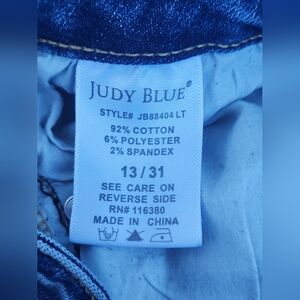 JUDY BLUE®
STYLE# JB88404 LT
92% COTTON
6% POLYESTER
2% SPANDEX
13 / 31
SEE CARE ON
REVERSE SIDE
RN# 116380
MADE IN CHINA